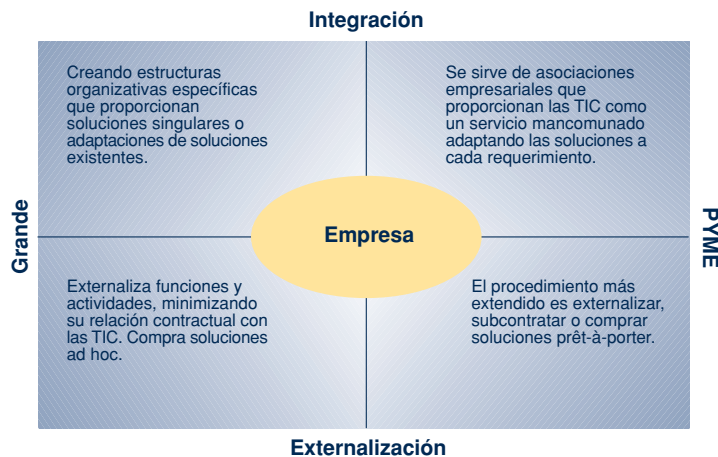 Integración
Creando estructuras
organizativas específicas
que proporcionan
soluciones singulares o
adaptaciones de soluciones
existentes.
Se sirve de asociaciones
empresariales que
proporcionan las TIC como
un servicio mancomunado
adaptando las soluciones a
cada requerimiento.
Grande
Empresa
PYME
Externaliza funciones y
actividades, minimizando
su relación contractual con
las TIC. Compra soluciones
ad hoc.
El procedimiento más
extendido es externalizar,
subcontratar o comprar
soluciones prêt-à-porter.
Externalización